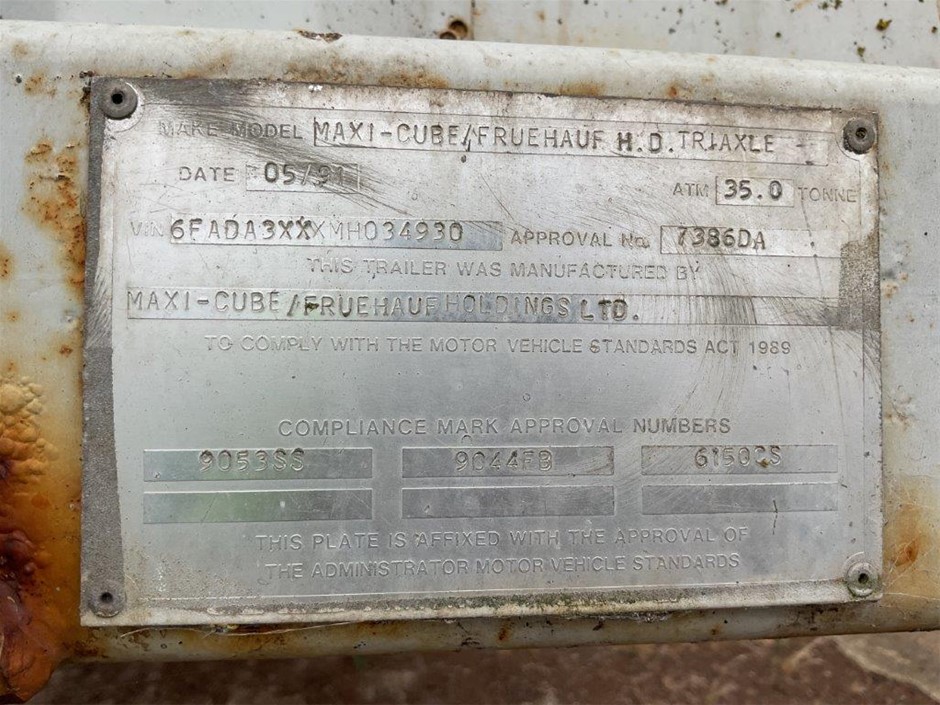 MAKE-MODEL MAXI-CUBE/FRUEHAUF H.D. TRIAXLE
DATE 05/91 ATM 35.0 TONNE
VIN 6FADA3XXXMH034930 APPROVAL No. 7386DA
THIS TRAILER WAS MANUFACTURED BY
MAXI-CUBE/FRUEHAUF HOLDINGS LTD.
TO COMPLY WITH THE MOTOR VEHICLE STANDARDS ACT 1989
COMPLIANCE MARK APPROVAL NUMBERS
9053SS 9044FB 6150CS
THIS PLATE IS AFFIXED WITH THE APPROVAL OF
THE ADMINISTRATOR MOTOR VEHICLE STANDARDS